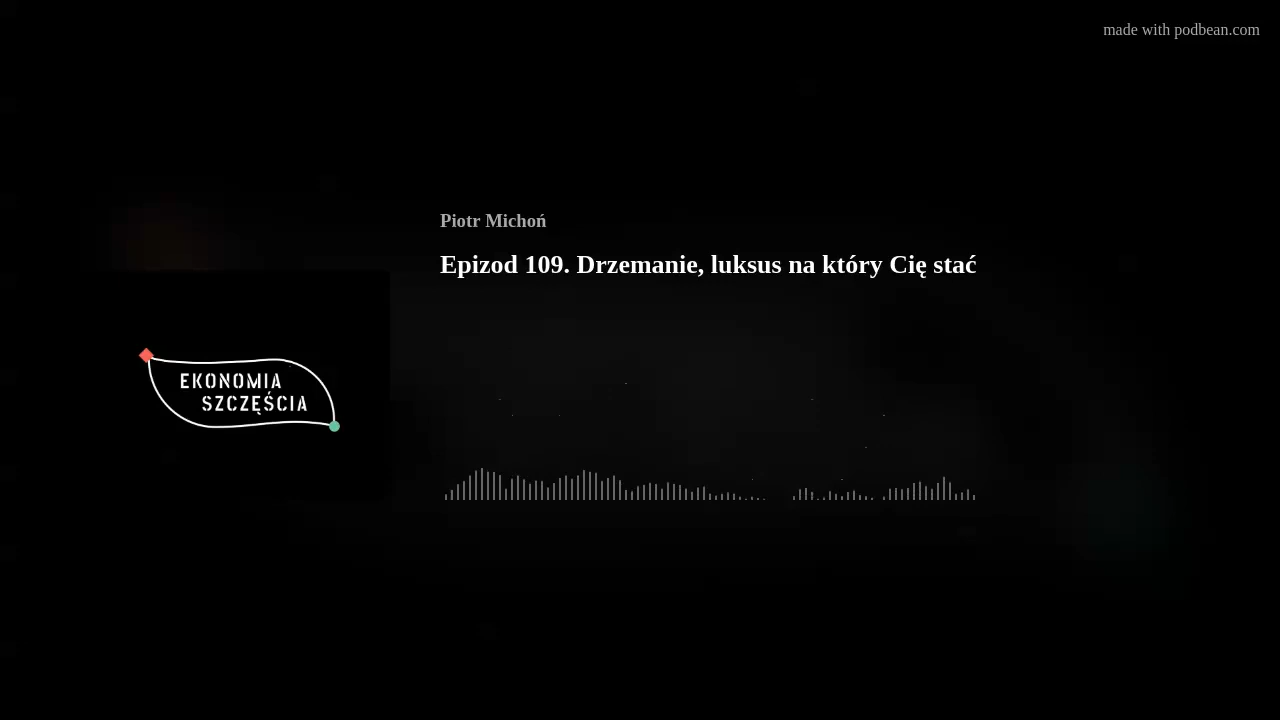 made with podbean.com
Piotr Michoń
Epizod 109. Drzemanie, luksus na który Cię stać
EKONOMIA
SZCZĘŚCIA